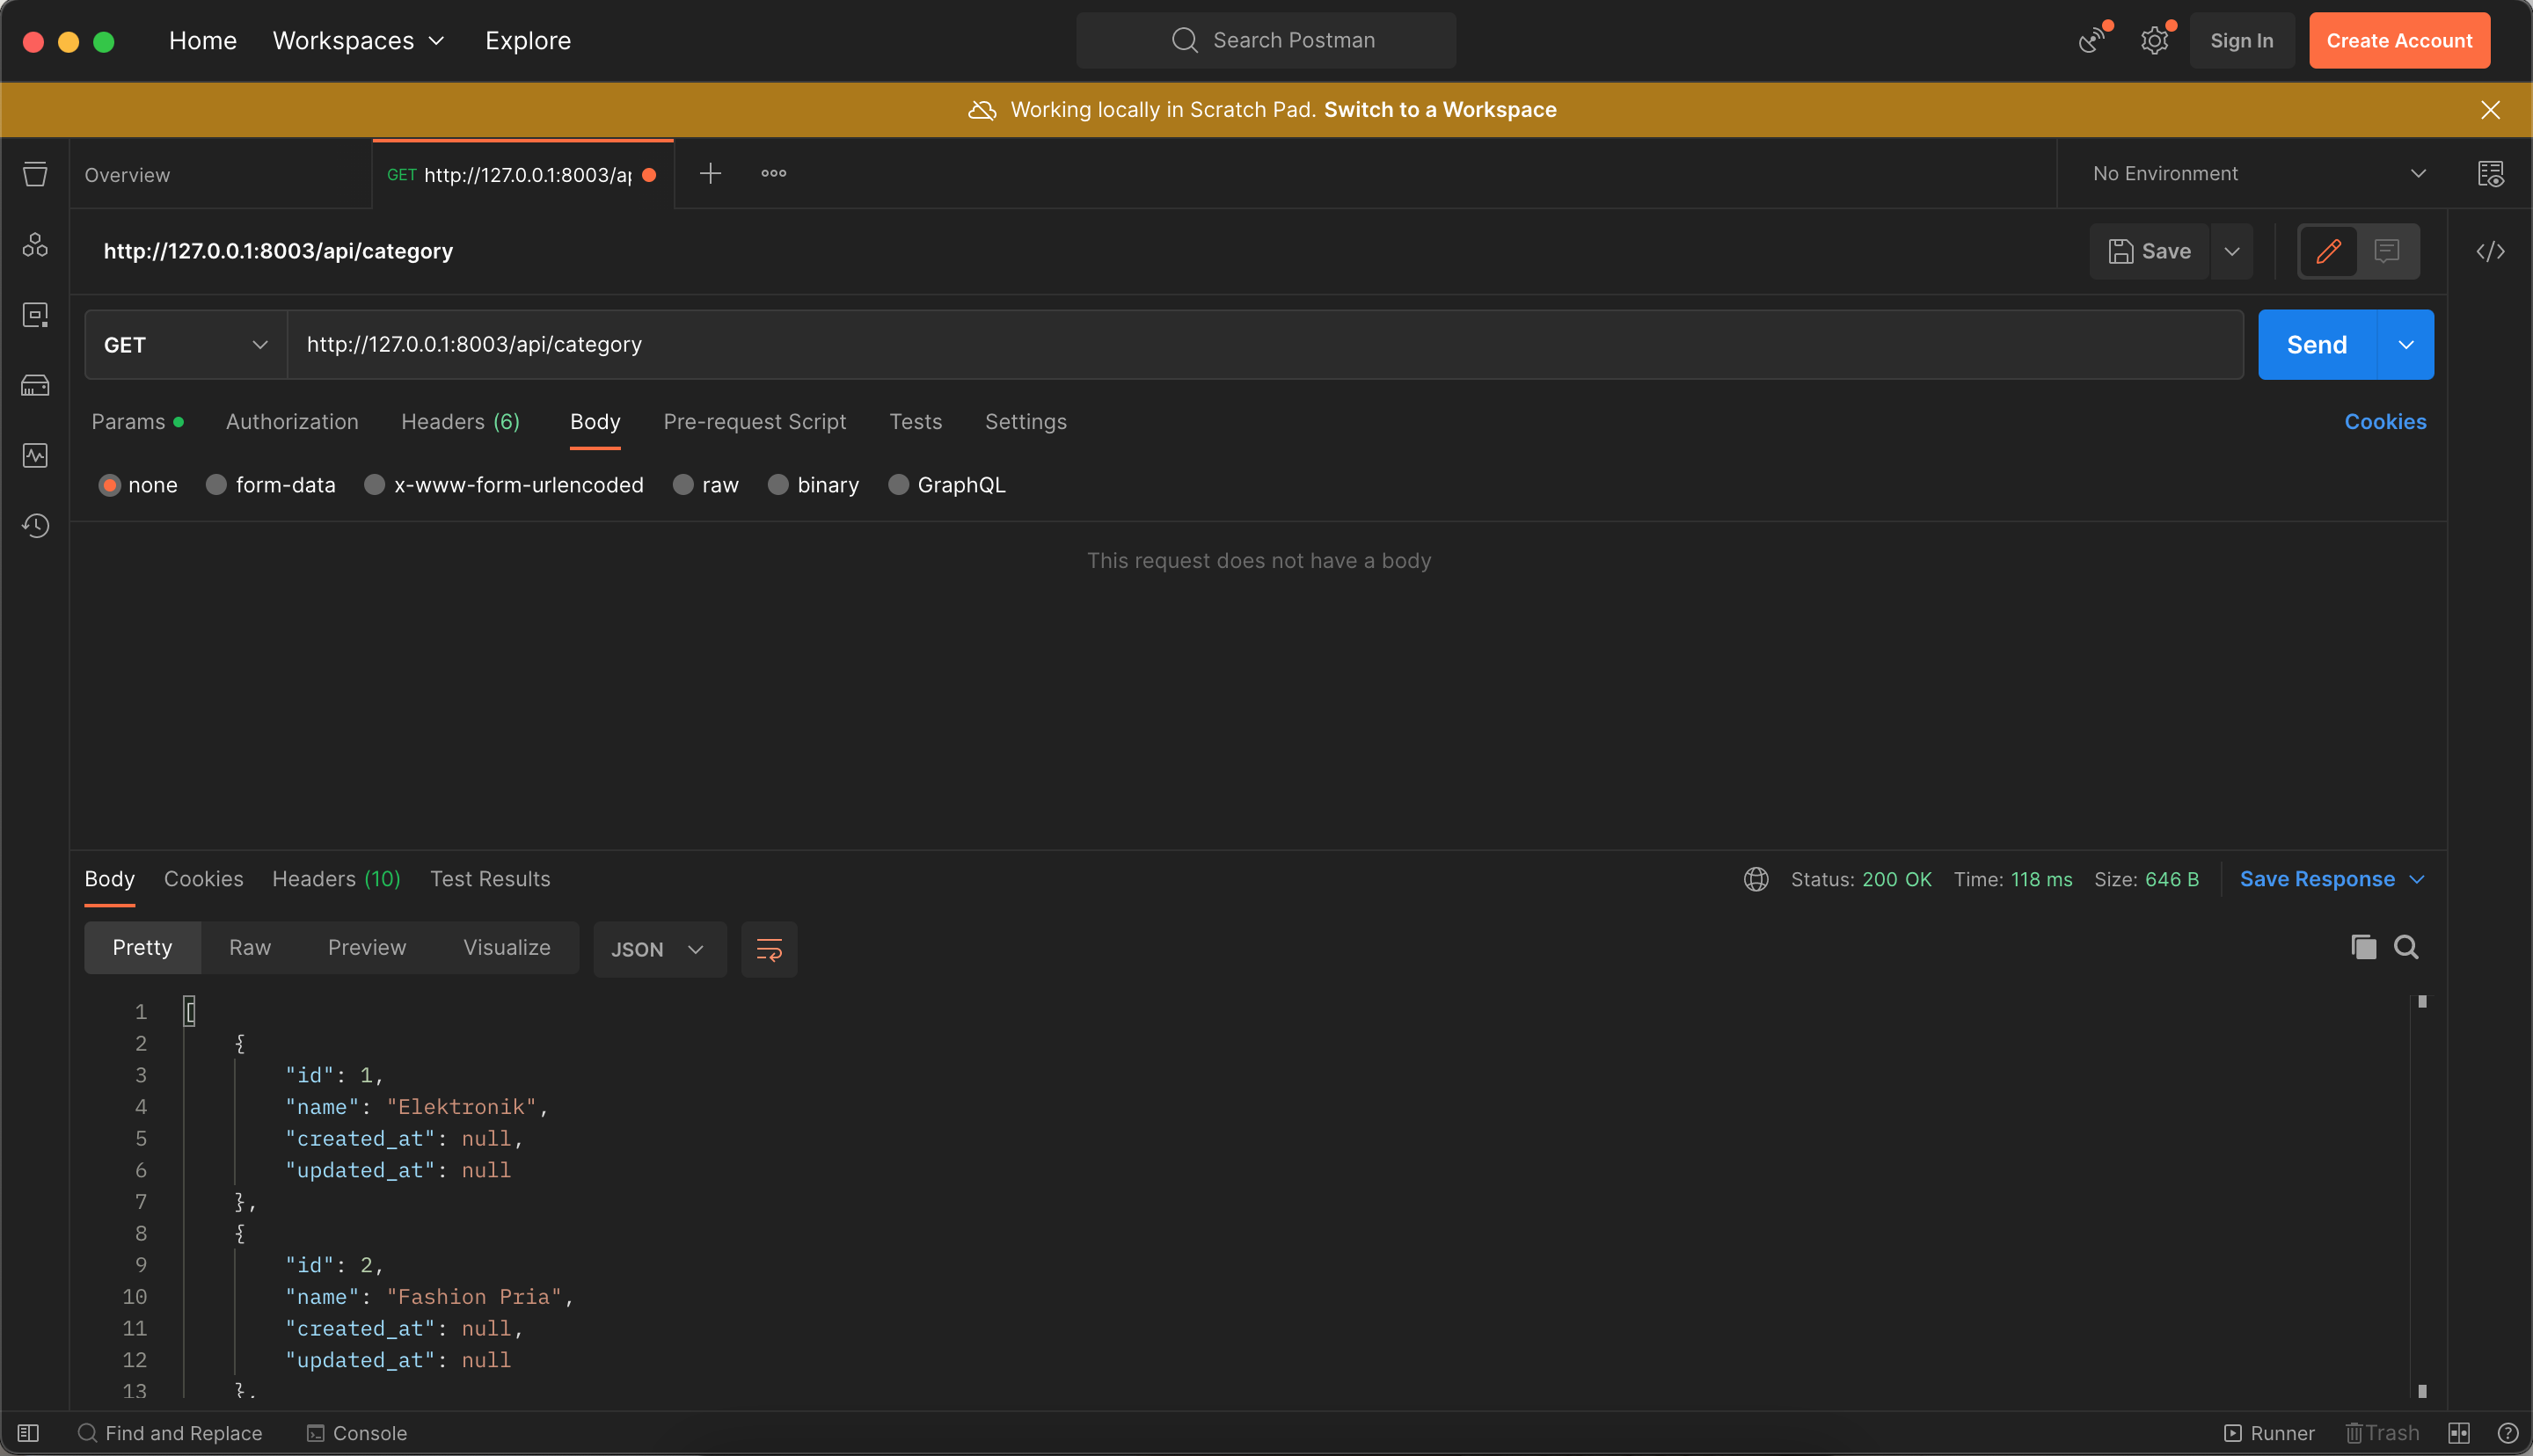 Home Workspaces Explore Search Postman Sign In Create Account
Working locally in Scratch Pad. Switch to a Workspace
Overview GET http://127.0.0.1:8003/ap No Environment
http://127.0.0.1:8003/api/category Save
GET http://127.0.0.1:8003/api/category Send
Params Authorization Headers (6) Body Pre-request Script Tests Settings Cookies
none form-data x-www-form-urlencoded raw binary GraphQL
This request does not have a body
Body Cookies Headers (10) Test Results Status: 200 OK Time: 118 ms Size: 646 B Save Response
Pretty Raw Preview Visualize JSON
1 [
2 {
3 "id": 1,
4 "name": "Elektronik",
5 "created_at": null,
6 "updated_at": null
7 },
8 {
9 "id": 2,
10 "name": "Fashion Pria",
11 "created_at": null,
12 "updated_at": null
13 },
Find and Replace Console Runner Trash